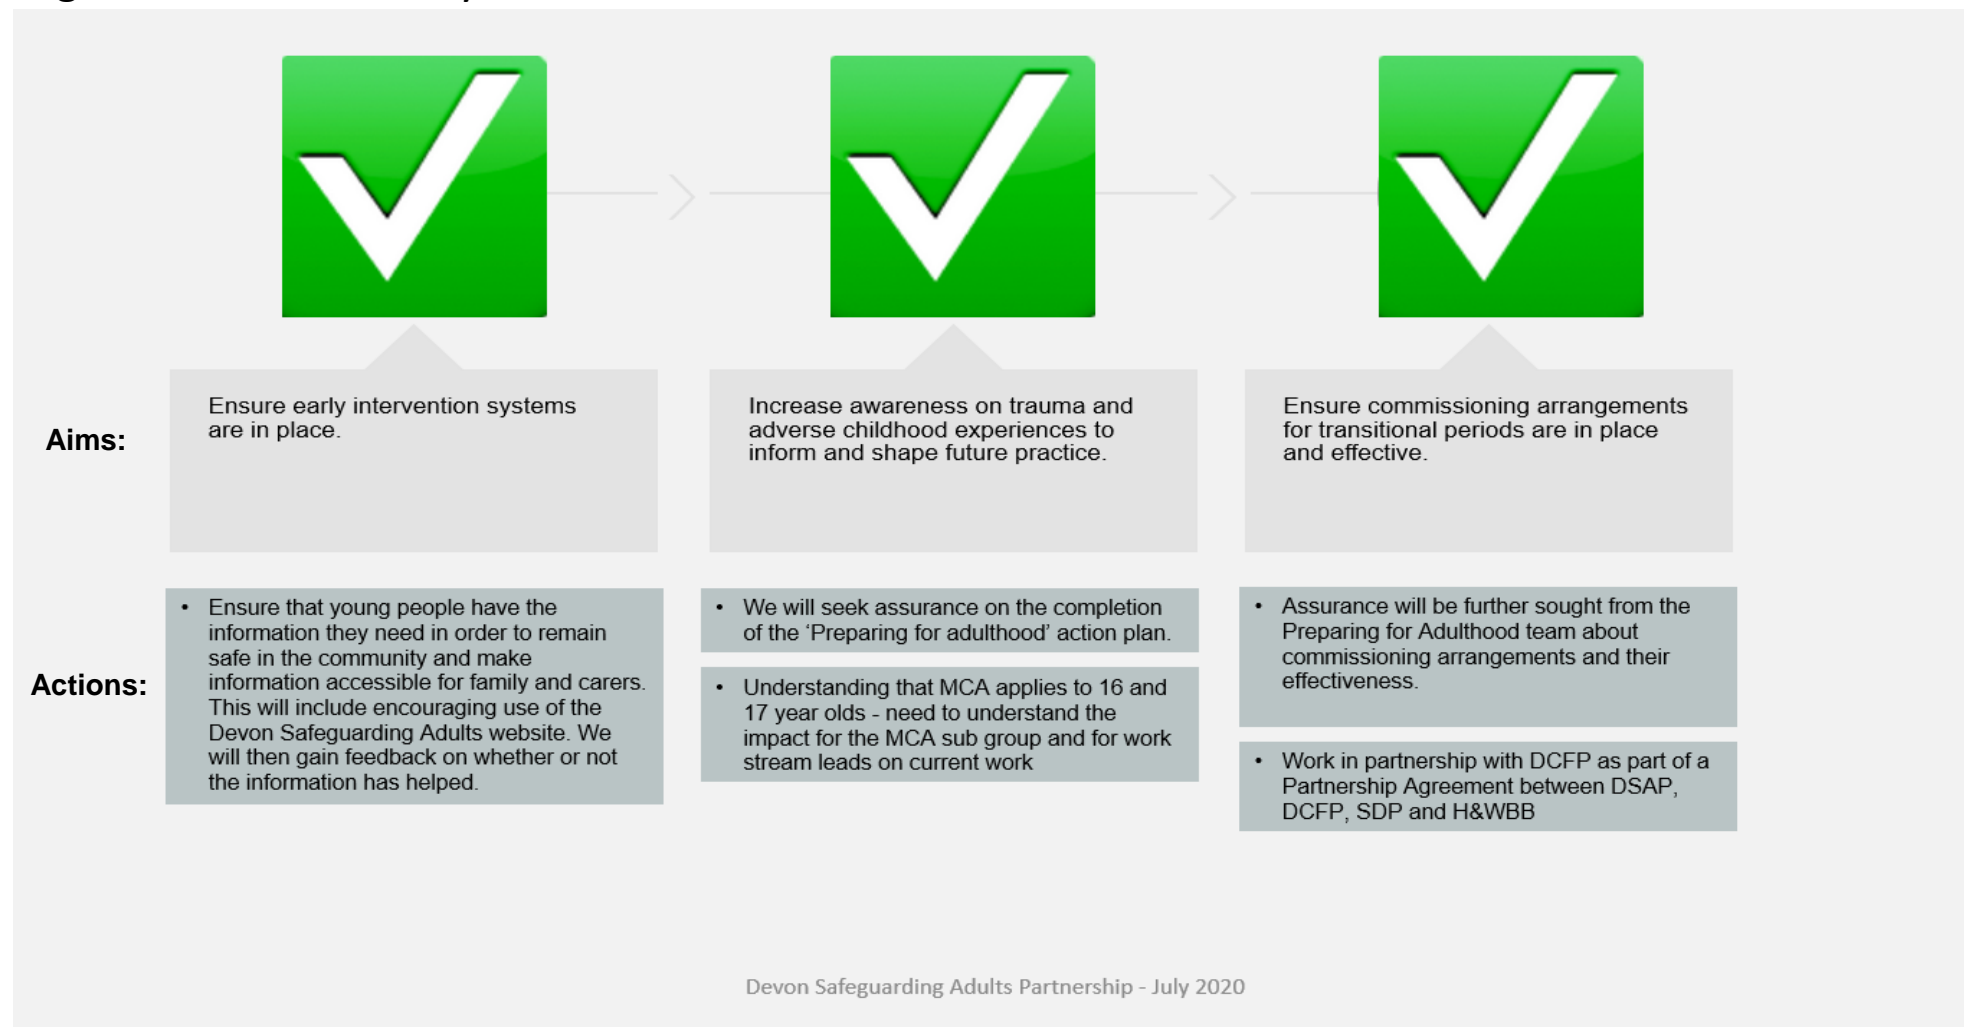 Aims:
Ensure early intervention systems
are in place.
Increase awareness on trauma and
adverse childhood experiences to
inform and shape future practice.
Ensure commissioning arrangements
for transitional periods are in place
and effective.
Actions:
• Ensure that young people have the
information they need in order to remain
safe in the community and make
information accessible for family and carers.
This will include encouraging use of the
Devon Safeguarding Adults website. We
will then gain feedback on whether or not
the information has helped.
• We will seek assurance on the completion
of the ‘Preparing for adulthood’ action plan.
• Understanding that MCA applies to 16 and
17 year olds - need to understand the
impact for the MCA sub group and for work
stream leads on current work
• Assurance will be further sought from the
Preparing for Adulthood team about
commissioning arrangements and their
effectiveness.
• Work in partnership with DCFP as part of a
Partnership Agreement between DSAP,
DCFP, SDP and H&WBB
Devon Safeguarding Adults Partnership - July 2020